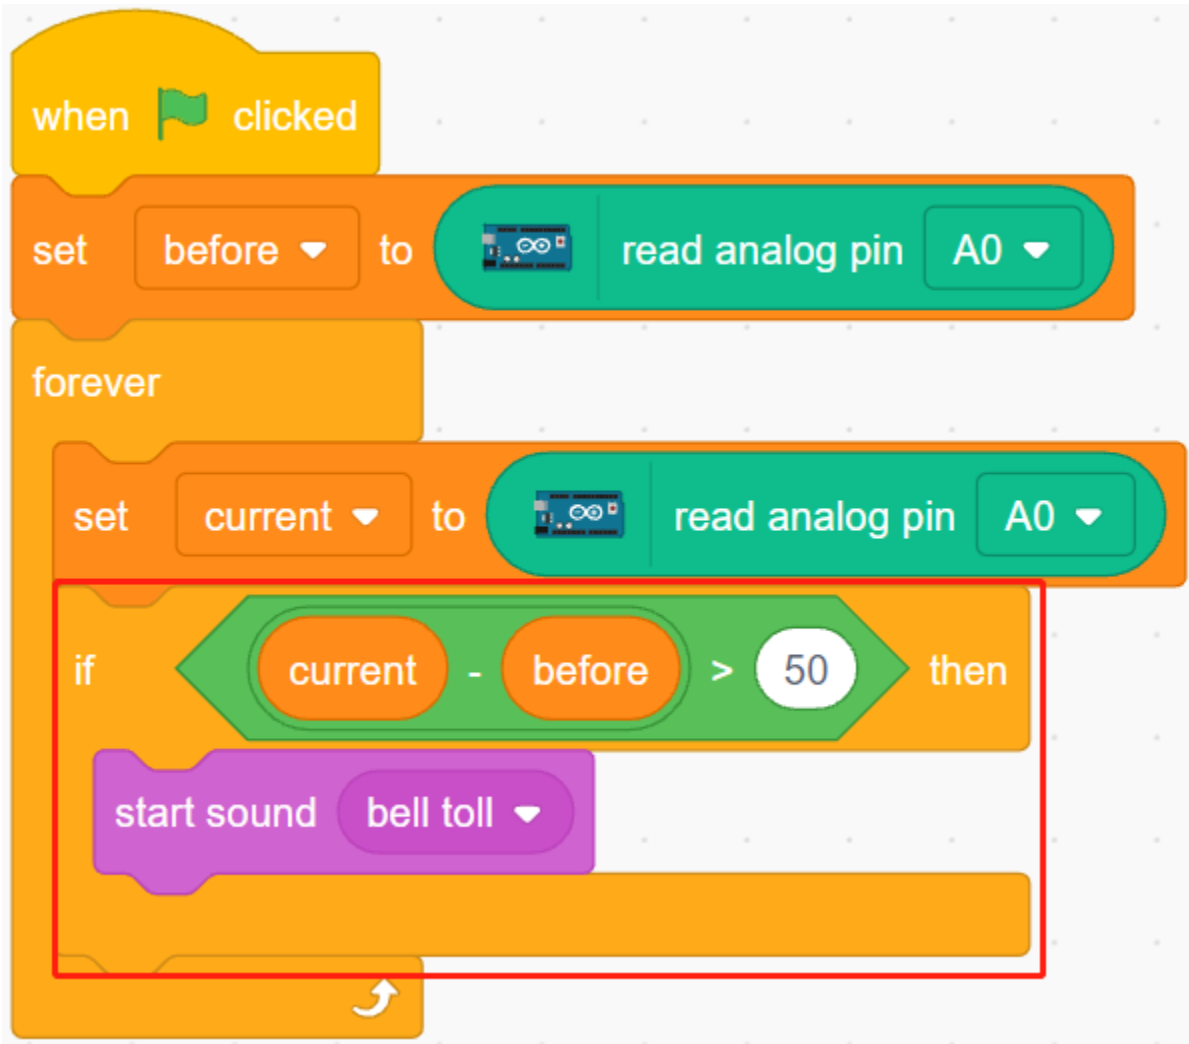 when clicked
set before to read analog pin A0
forever
set current to read analog pin A0
if current - before > 50 then
start sound bell toll